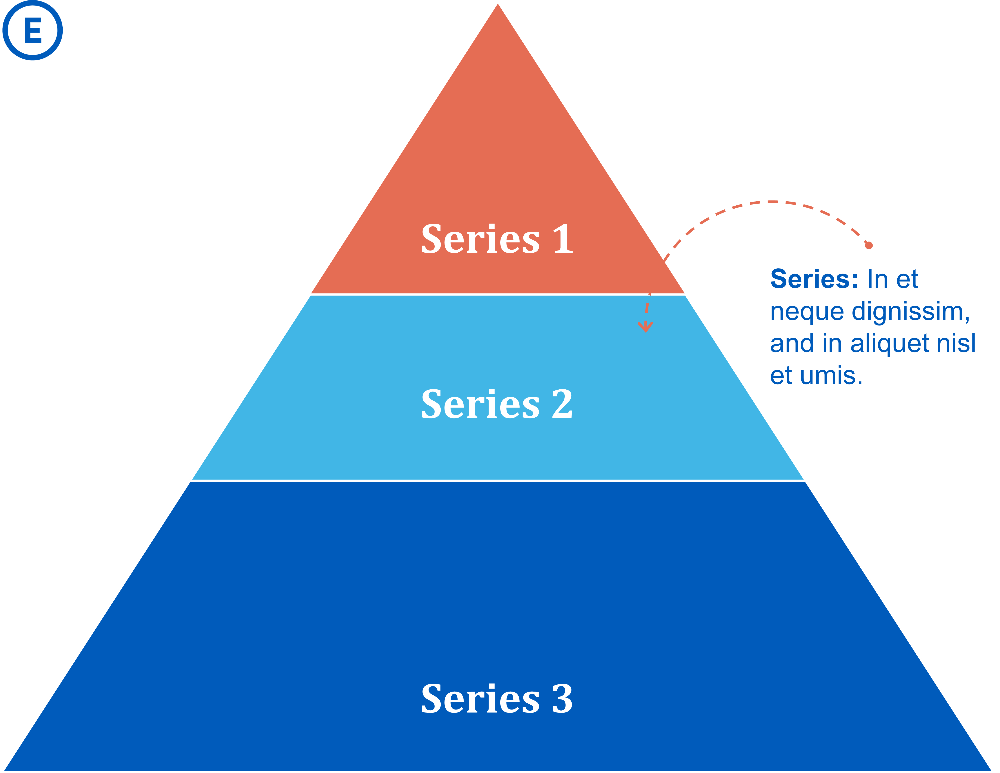 E
Series 1
Series: In et
neque dignissim,
and in aliquet nisl
et umis.
Series 2
Series 3